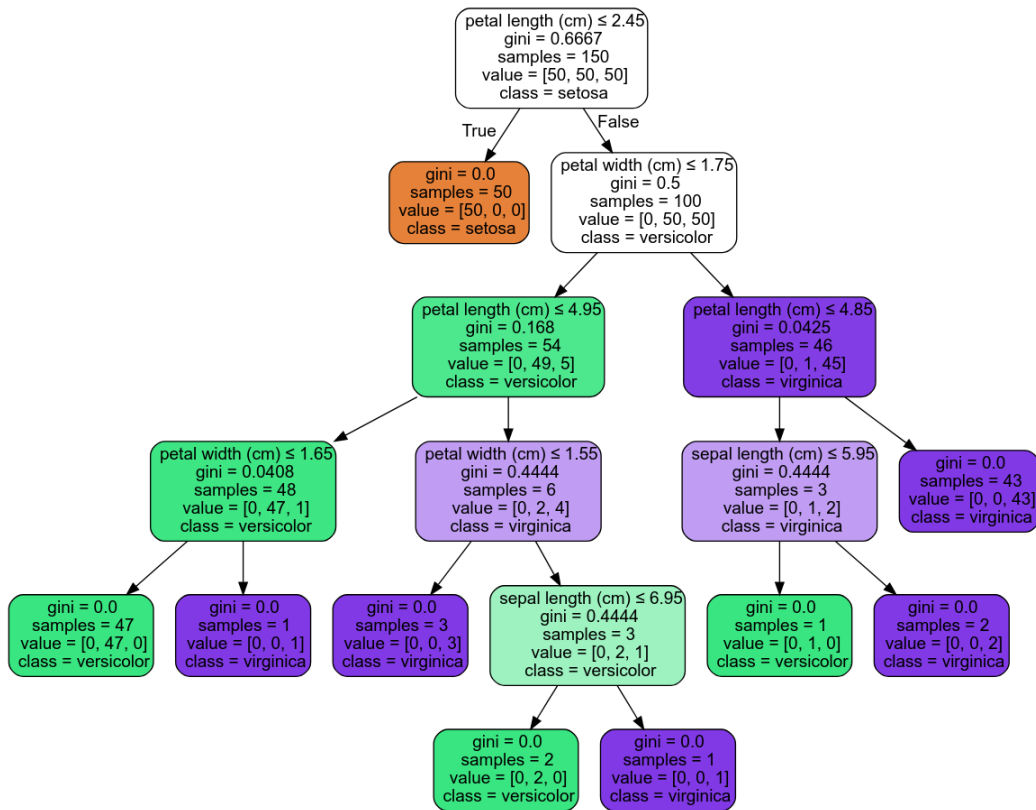 petal length (cm) ≤ 2.45
gini = 0.6667
samples = 150
value = [50, 50, 50]
class = setosa
True
False
gini = 0.0
samples = 50
value = [50, 0, 0]
class = setosa
petal width (cm) ≤ 1.75
gini = 0.5
samples = 100
value = [0, 50, 50]
class = versicolor
petal length (cm) ≤ 4.95
gini = 0.168
samples = 54
value = [0, 49, 5]
class = versicolor
petal length (cm) ≤ 4.85
gini = 0.0425
samples = 46
value = [0, 1, 45]
class = virginica
petal width (cm) ≤ 1.65
gini = 0.0408
samples = 48
value = [0, 47, 1]
class = versicolor
petal width (cm) ≤ 1.55
gini = 0.4444
samples = 6
value = [0, 2, 4]
class = virginica
sepal length (cm) ≤ 5.95
gini = 0.4444
samples = 3
value = [0, 1, 2]
class = virginica
gini = 0.0
samples = 43
value = [0, 0, 43]
class = virginica
gini = 0.0
samples = 47
value = [0, 47, 0]
class = versicolor
gini = 0.0
samples = 1
value = [0, 0, 1]
class = virginica
gini = 0.0
samples = 3
value = [0, 0, 3]
class = virginica
sepal length (cm) ≤ 6.95
gini = 0.4444
samples = 3
value = [0, 2, 1]
class = versicolor
gini = 0.0
samples = 1
value = [0, 1, 0]
class = versicolor
gini = 0.0
samples = 2
value = [0, 0, 2]
class = virginica
gini = 0.0
samples = 2
value = [0, 2, 0]
class = versicolor
gini = 0.0
samples = 1
value = [0, 0, 1]
class = virginica